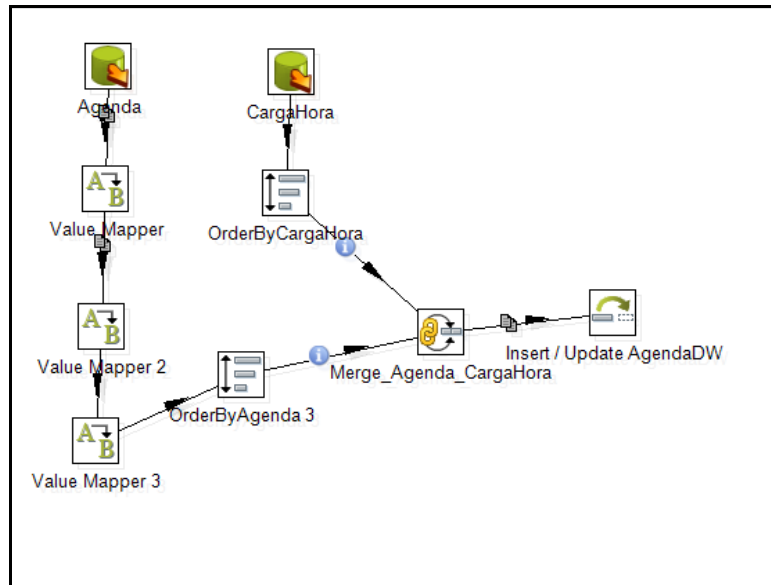 Agenda
CargaHora
Value Mapper
OrderByCargaHora
Value Mapper 2
OrderByAgenda 3
Merge_Agenda_CargaHora
Insert / Update AgendaDW
Value Mapper 3
A B
A B
A B
i
i